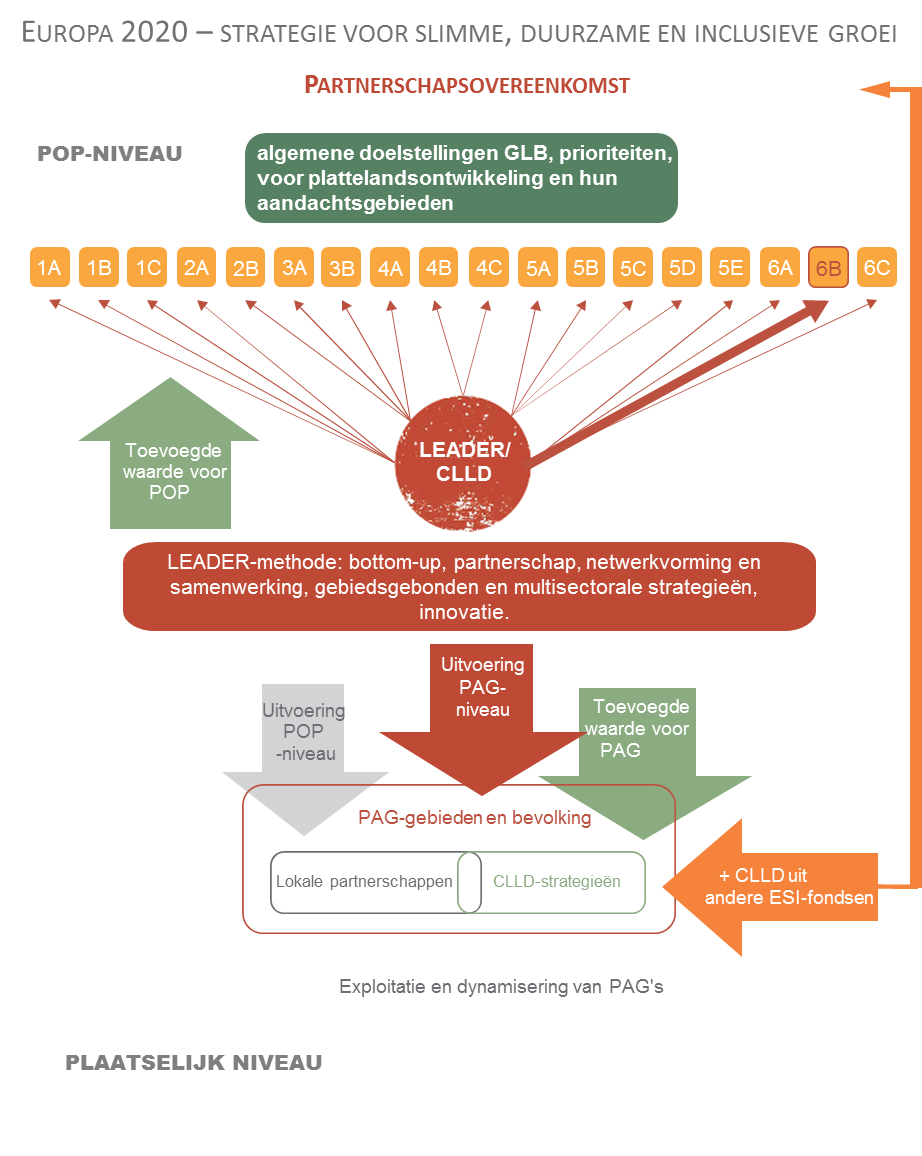 EUROPA 2020 – STRATEGIE VOOR SLIMME, DUURZAME EN INCLUSIEVE GROEI
PARTNERSCHAPSOVEREENKOMST
POP-NIVEAU
algemene doelstellingen GLB, prioriteiten,
voor plattelandsontwikkeling en hun
aandachtsgebieden
1A 1B 1C 2A 2B 3A 3B 4A 4B 4C 5A 5B 5C 5D 5E 6A 6B 6C
Toevoegde
waarde voor
POP
LEADER/
CLLD
LEADER-methode: bottom-up, partnerschap, netwerkvorming en
samenwerking, gebiedsgebonden en multisectorale strategieën,
innovatie.
Uitvoering
POP
-niveau
Uitvoering
PAG-
niveau
Toevoegde
waarde voor
PAG
PAG-gebieden en bevolking
Lokale partnerschappen
CLLD-strategieën
+ CLLD uit
andere ESI-fondsen
Exploitatie en dynamisering van PAG's
PLAATSELIJK NIVEAU